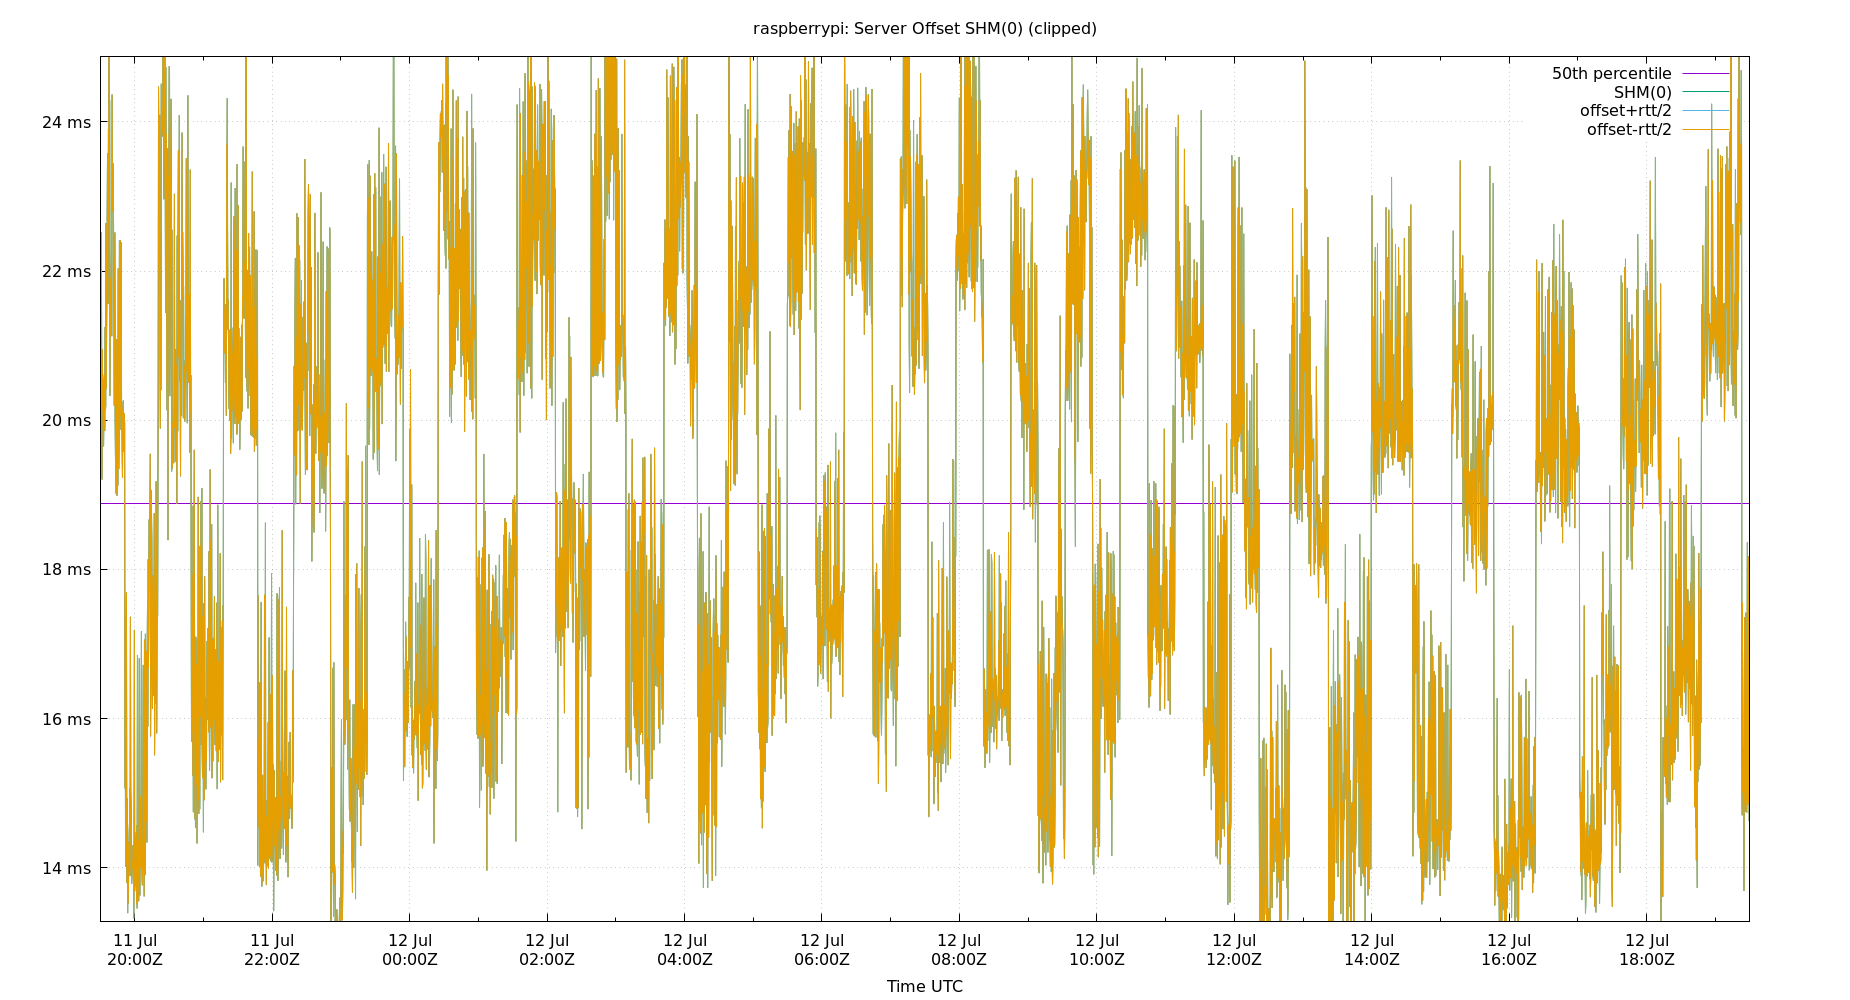 raspberrypi: Server Offset SHM(0) (clipped)
50th percentile
SHM(0)
offset+rtt/2
offset-rtt/2
24 ms
22 ms
20 ms
18 ms
16 ms
14 ms
11 Jul 11 Jul 12 Jul 12 Jul 12 Jul 12 Jul 12 Jul 12 Jul 12 Jul 12 Jul 12 Jul 12 Jul
20:00Z 22:00Z 00:00Z 02:00Z 04:00Z 06:00Z 08:00Z 10:00Z 12:00Z 14:00Z 16:00Z 18:00Z
Time UTC